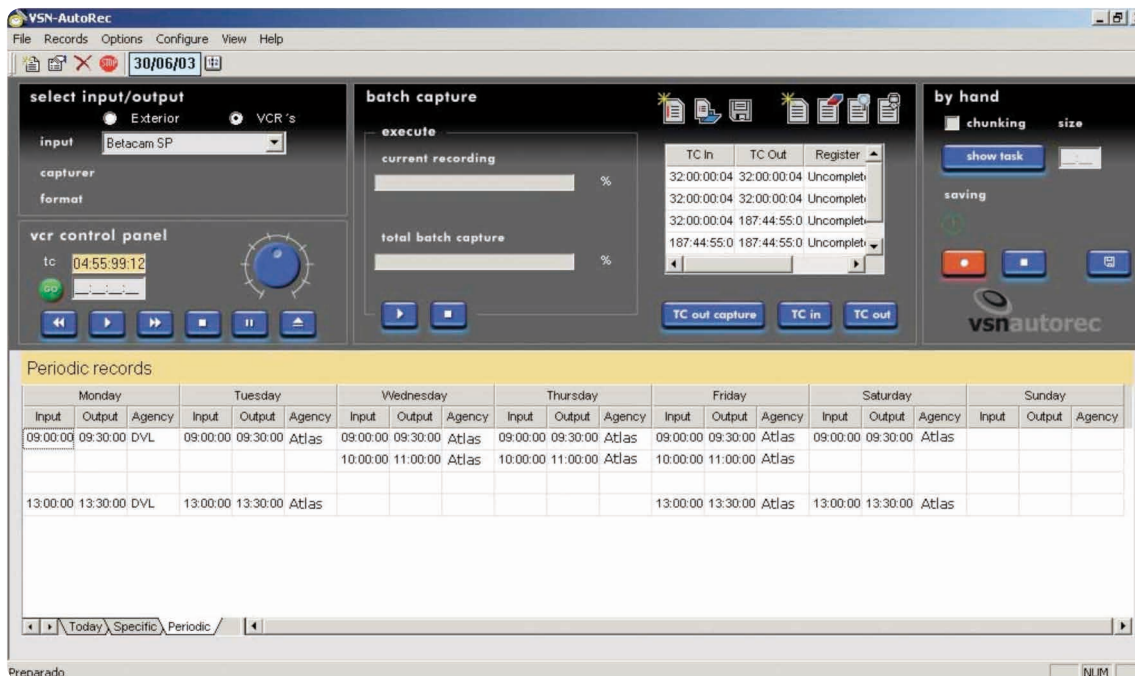 VSN-AutoRec
File Records Options Configure View Help
STOP 30/06/03
select input/output
Exterior VCR's
input Betacam SP
capturer
format
vcr control panel
tc 04:55:99:12
GO __:__:__:__
batch capture
execute
current recording
%
total batch capture
%
TC In TC Out Register
32:00:00:04 32:00:00:04 Uncomplet
32:00:00:04 32:00:00:04 Uncomplet
32:00:00:04 187:44:55:0 Uncomplet
187:44:55:0 187:44:55:0 Uncomplet
TC out capture TC in TC out
by hand
chunking size
show task __:__
saving
vsnautorec
Periodic records
Monday Tuesday Wednesday Thursday Friday Saturday Sunday
Input Output Agency Input Output Agency Input Output Agency Input Output Agency Input Output Agency Input Output Agency Input Output Agency
09:00:00 09:30:00 DVL 09:00:00 09:30:00 Atlas 09:00:00 09:30:00 Atlas 09:00:00 09:30:00 Atlas 09:00:00 09:30:00 Atlas 09:00:00 09:30:00 Atlas
10:00:00 11:00:00 Atlas 10:00:00 11:00:00 Atlas 10:00:00 11:00:00 Atlas
13:00:00 13:30:00 DVL 13:00:00 13:30:00 Atlas 13:00:00 13:30:00 Atlas 13:00:00 13:30:00 Atlas
Today Specific Periodic
Preparado NUM